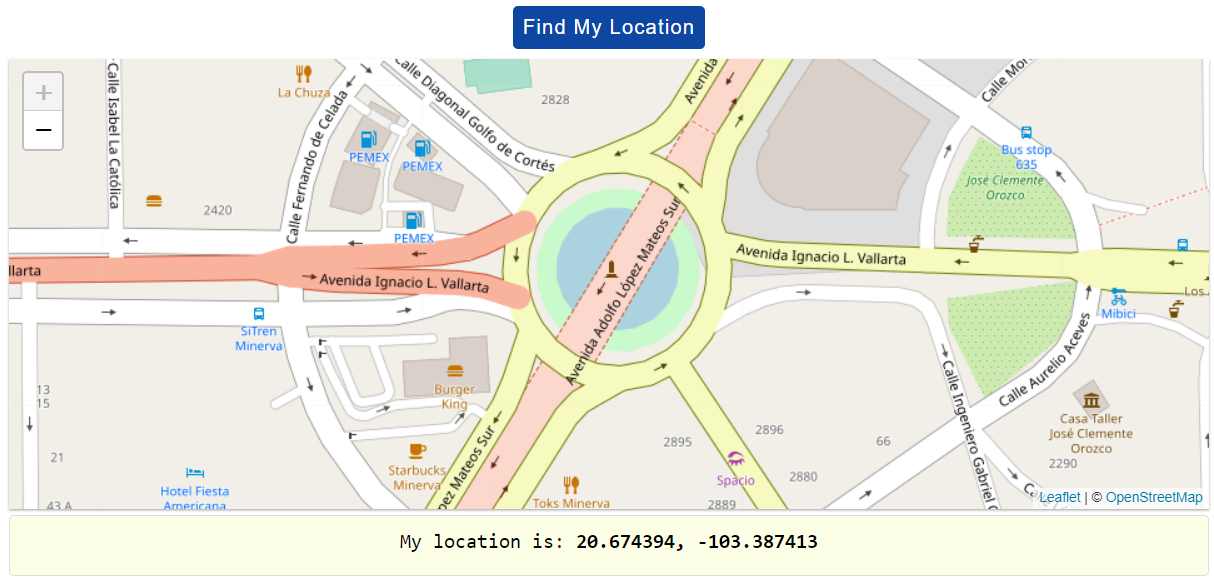 Find My Location
+
−
La Chuza
Calle Isabel La Católica
Calle Fernando de Celada
Calle Diagonal Golfo de Cortés
2828
Avenida
Calle Mor
PEMEX
PEMEX
Bus stop
635
José Clemente
Orozco
2420
PEMEX
llarta
Avenida Ignacio L. Vallarta
Avenida Adolfo López Mateos Sur
Avenida Ignacio L. Vallarta
Los
SiTren
Minerva
Mibici
Calle Aurelio Aceves
Calle Ingeniero Gabriel C
13
15
Burger
King
Casa Taller
José Clemente
Orozco
2290
2896
2895
66
21
Starbucks
Minerva
pez Mateos Sur
Spacio
2880
Hotel Fiesta
Americana
Toks Minerva
2889
43 A
Ca
Leaflet | © OpenStreetMap
My location is: 20.674394, -103.387413